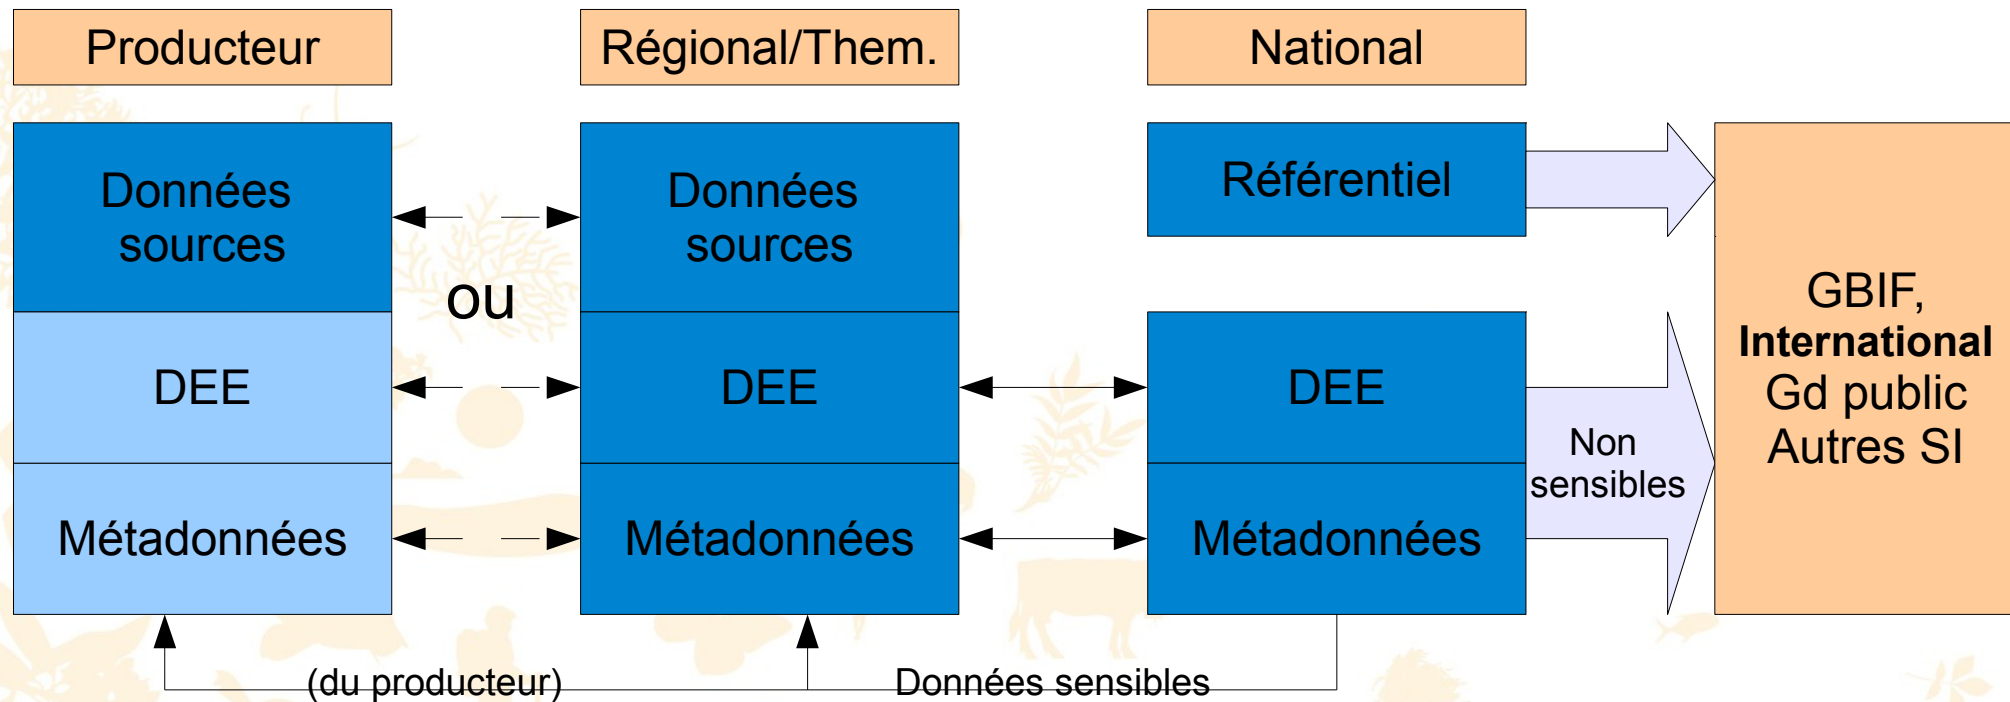 Producteur
Régional/Them.
National
Données
sources
DEE
Métadonnées
ou
Données
sources
DEE
Métadonnées
Référentiel
DEE
Métadonnées
Non
sensibles
GBIF,
International
Gd public
Autres SI
(du producteur)
Données sensibles